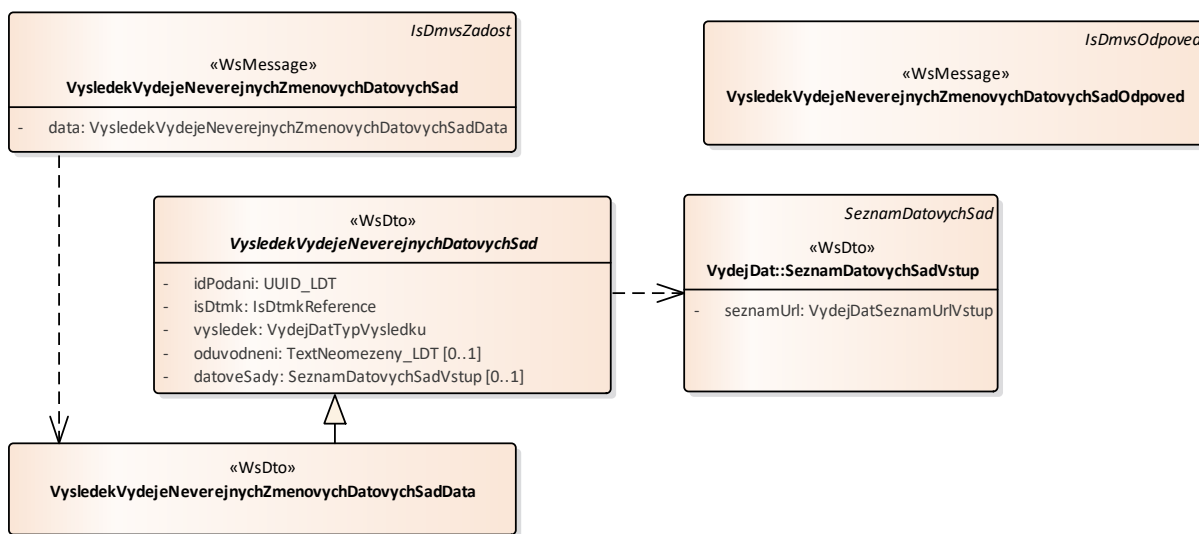 IsDmvsZadost
«WsMessage»
VysledekVydejeNeverejnychZmenovychDatovychSad
- data: VysledekVydejeNeverejnychZmenovychDatovychSadData
IsDmvsOdpoved
«WsMessage»
VysledekVydejeNeverejnychZmenovychDatovychSadOdpoved
«WsDto»
VysledekVydejeNeverejnychDatovychSad
- idPodani: UUID_LDT
- isDtmk: IsDtmkReference
- vysledek: VydejDatTypVysledku
- oduvodneni: TextNeomezeny_LDT [0..1]
- datoveSady: SeznamDatovychSadVstup [0..1]
SeznamDatovychSad
«WsDto»
VydejDat::SeznamDatovychSadVstup
- seznamUrl: VydejDatSeznamUrlVstup
«WsDto»
VysledekVydejeNeverejnychZmenovychDatovychSadData